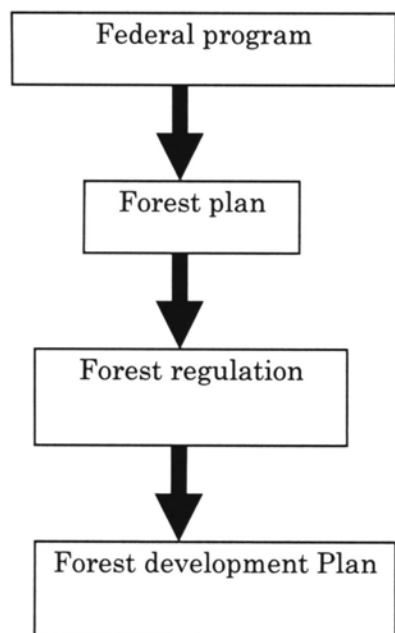 Federal program
Forest plan
Forest regulation
Forest development Plan